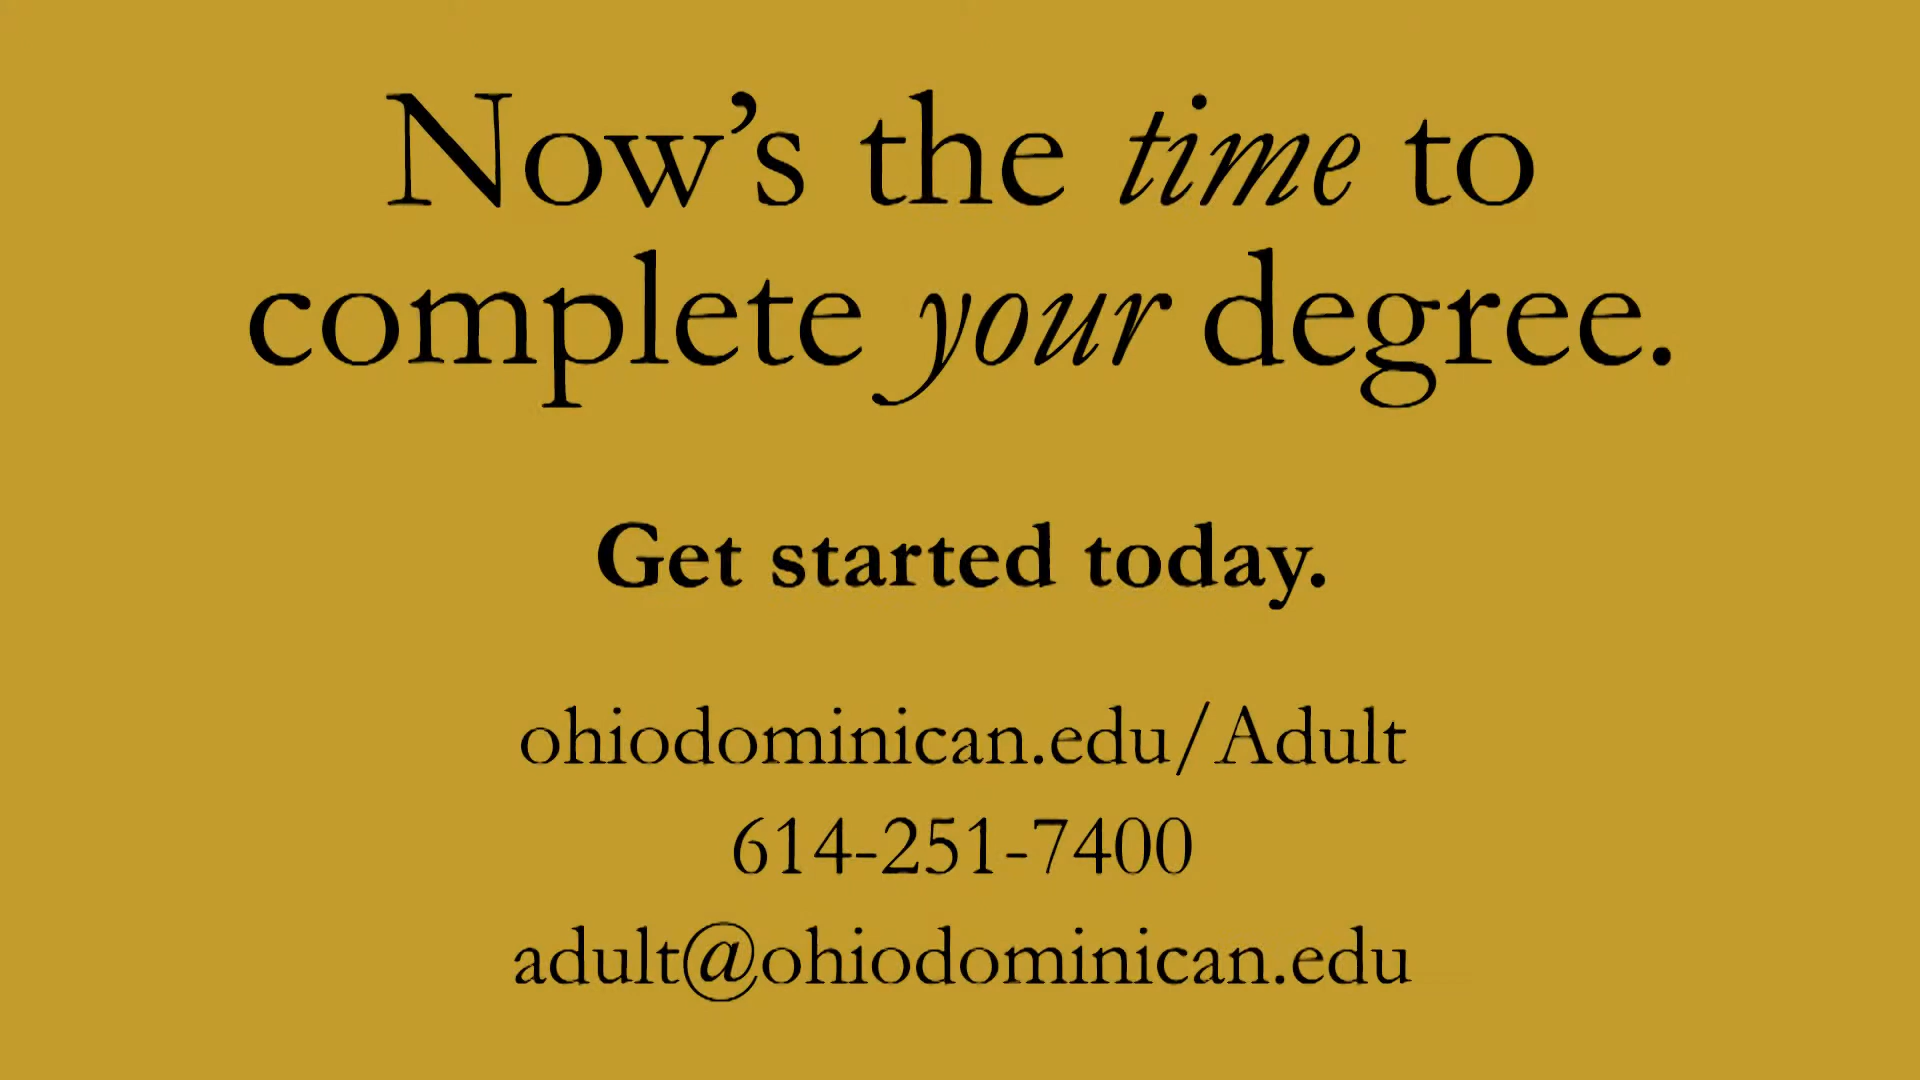 Now’s the time to
complete your degree.
Get started today.
ohiodominican.edu/Adult
614-251-7400
adult@ohiodominican.edu